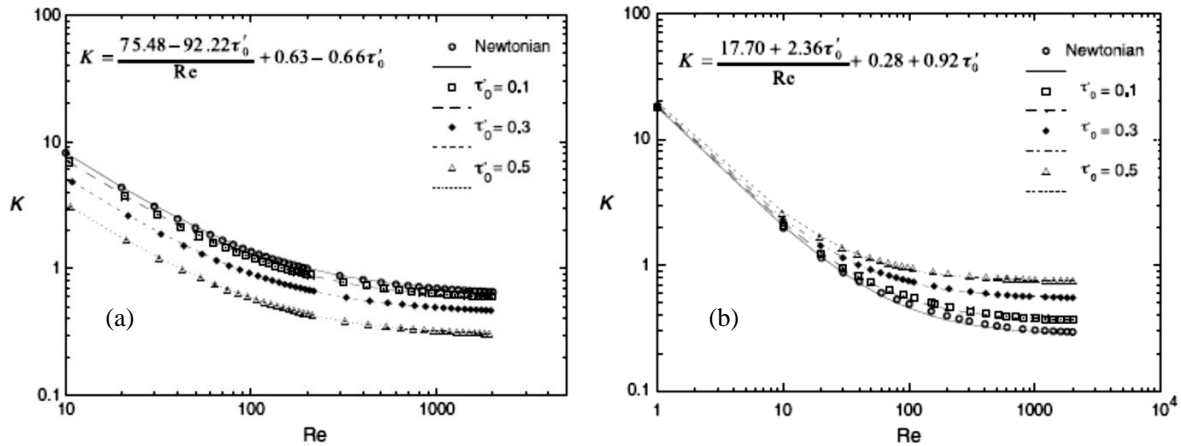 100
K = (75.48 – 92.22τ′₀)/Re + 0.63 – 0.66τ′₀
Newtonian
τ′₀ = 0.1
τ′₀ = 0.3
τ′₀ = 0.5
10
K
1
(a)
0.1
10
100
1000
Re
100
K = (17.70 + 2.36τ′₀)/Re + 0.28 + 0.92 τ′₀
Newtonian
τ′₀ = 0.1
τ′₀ = 0.3
τ′₀ = 0.5
10
K
1
(b)
0.1
1
10
100
1000
10⁴
Re